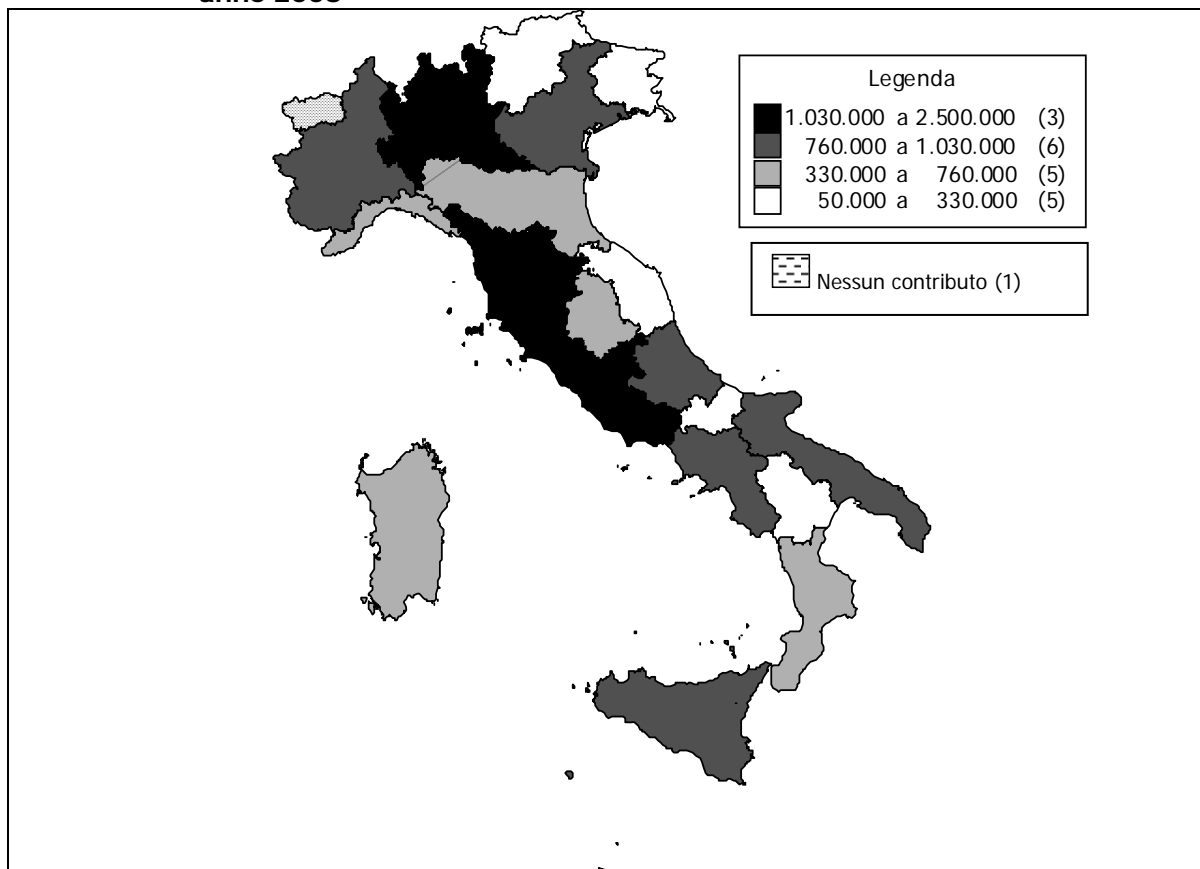 Legenda
1.030.000 a 2.500.000 (3)
760.000 a 1.030.000 (6)
330.000 a 760.000 (5)
50.000 a 330.000 (5)
Nessun contributo (1)